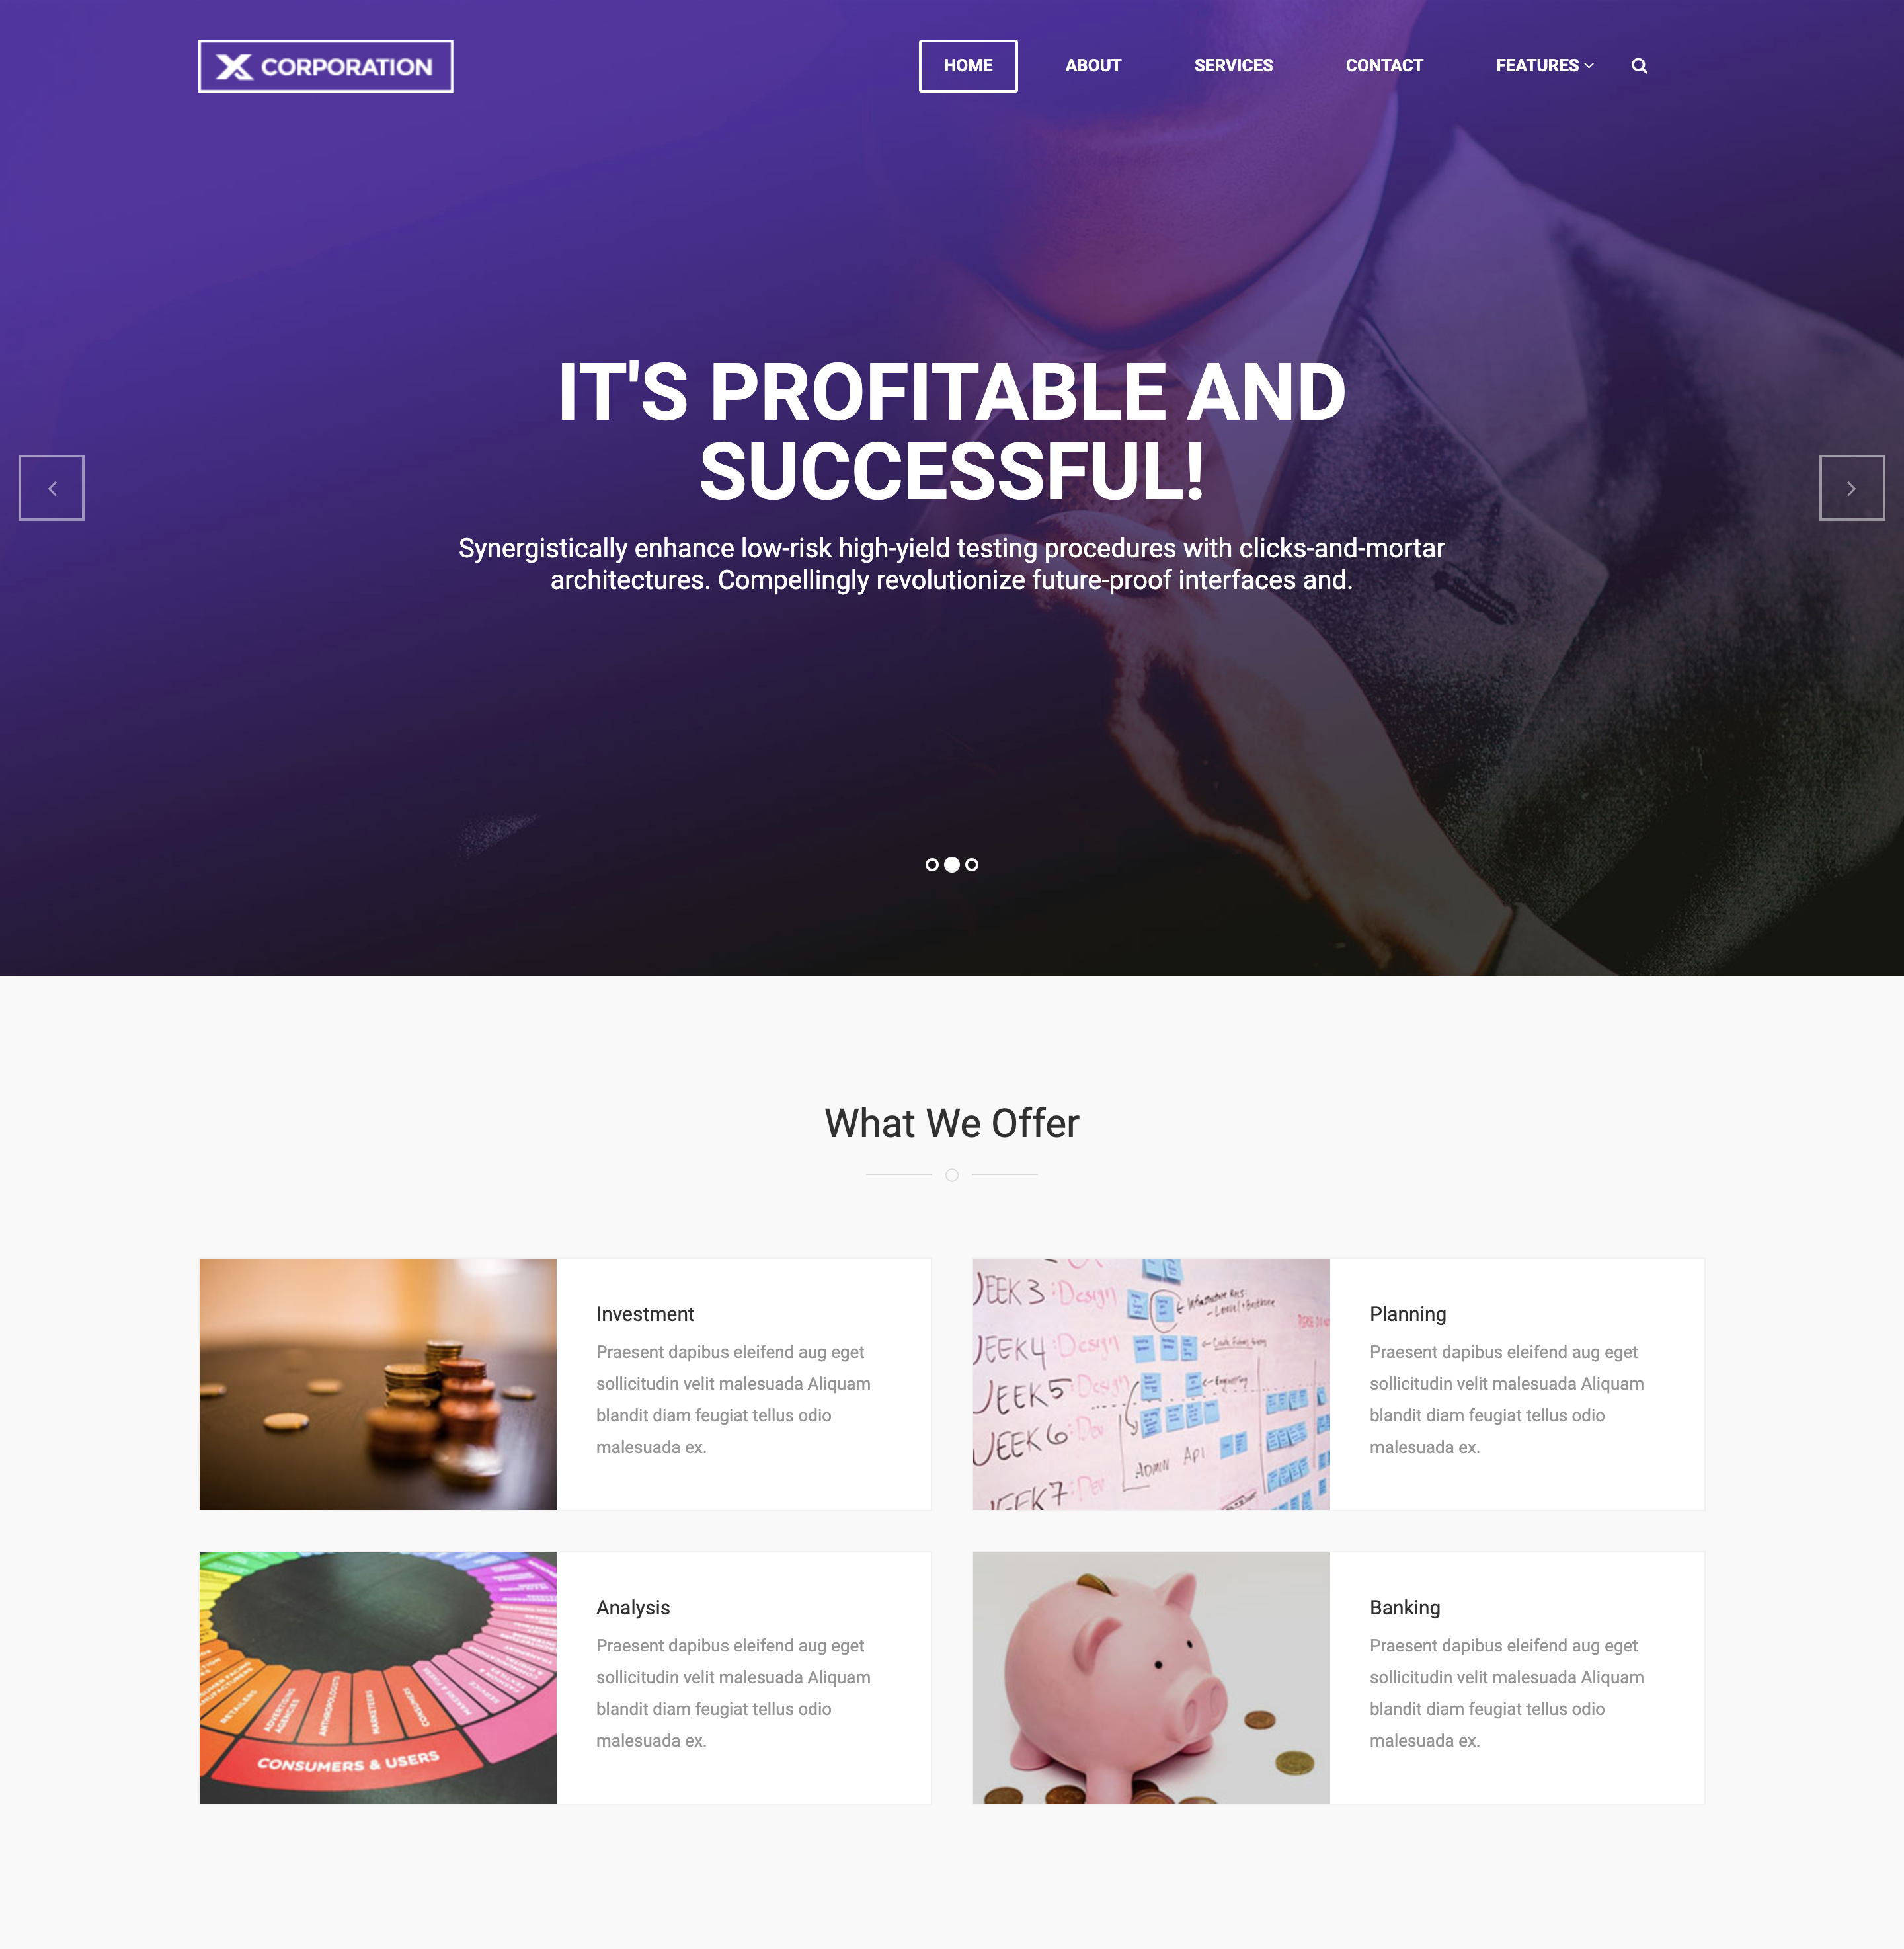 X CORPORATION
HOME
ABOUT
SERVICES
CONTACT
FEATURES
IT'S PROFITABLE AND
SUCCESSFUL!
Synergistically enhance low-risk high-yield testing procedures with clicks-and-mortar
architectures. Compellingly revolutionize future-proof interfaces and.
What We Offer
Investment
Praesent dapibus eleifend aug eget
sollicitudin velit malesuada Aliquam
blandit diam feugiat tellus odio
malesuada ex.
WEEK 3 : Design
WEEK 4 : Design
WEEK 5 : Design
WEEK 6 : Dev
WEEK 7 : Dev
ADMIN API
Planning
Praesent dapibus eleifend aug eget
sollicitudin velit malesuada Aliquam
blandit diam feugiat tellus odio
malesuada ex.
RETAILERS
ADVERTISING
AGENCIES
ANTHROPOLOGISTS
MARKETEERS
CONSUMERS
CONSUMERS & USERS
Analysis
Praesent dapibus eleifend aug eget
sollicitudin velit malesuada Aliquam
blandit diam feugiat tellus odio
malesuada ex.
Banking
Praesent dapibus eleifend aug eget
sollicitudin velit malesuada Aliquam
blandit diam feugiat tellus odio
malesuada ex.